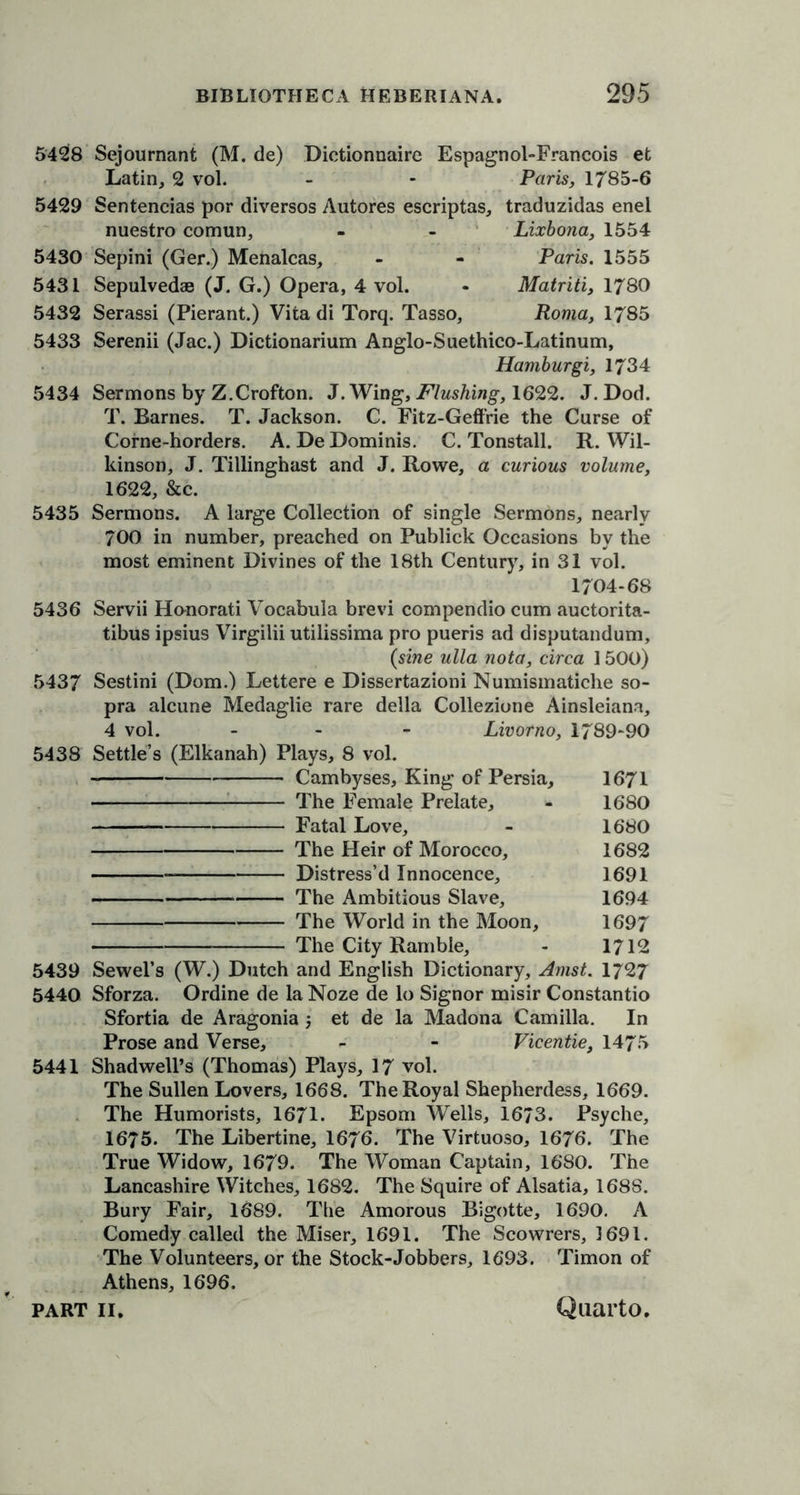 BIBLIOTHECA HEBERIANA. 295
5428 Sejournant (M. de) Dictionnaire Espagnol-Francois et
Latin, 2 vol. - - Paris, 1785-6
5429 Sentencias por diversos Autores escriptas, traduzidas enel
nuestro comun, - - Lixbona, 1554
5430 Sepini (Ger.) Menalcas, - - Paris. 1555
5431 Sepulvedæ (J. G.) Opera, 4 vol. - Matriti, 1780
5432 Serassi (Pierant.) Vita di Torq. Tasso, Roma, 1785
5433 Serenii (Jac.) Dictionarium Anglo-Suethico-Latinum,
Hamburgi, 1734
5434 Sermons by Z.Crofton. J. Wing, Flushing, 1622. J. Dod.
T. Barnes. T. Jackson. C. Fitz-Geffrie the Curse of
Corne-horders. A. De Dominis. C. Tonstall. R. Wil-
kinson, J. Tillinghast and J. Rowe, a curious volume,
1622, &c.
5435 Sermons. A large Collection of single Sermons, nearly
700 in number, preached on Publick Occasions by the
most eminent Divines of the 18th Century, in 31 vol.
1704-68
5436 Servii Honorati Vocabula brevi compendio cum auctorita-
tibus ipsius Virgilii utilissima pro pueris ad disputandum,
(sine ulla nota, circa 1500)
5437 Sestini (Dom.) Lettere e Dissertazioni Numismatiche so-
pra alcune Medaglie rare della Collezione Ainsleiana,
4 vol. - - - Livorno, 1789-90
5438 Settle's (Elkanah) Plays, 8 vol.
——— Cambyses, King of Persia, 1671
——— The Female Prelate, - 1680
——— Fatal Love, - 1680
——— The Heir of Morocco, 1682
——— Distress'd Innocence, 1691
——— The Ambitious Slave, 1694
——— The World in the Moon, 1697
——— The City Ramble, - 1712
5439 Sewel's (W.) Dutch and English Dictionary, Amst. 1727
5440 Sforza. Ordine de la Noze de lo Signor misir Constantio
Sfortia de Aragonia ; et de la Madona Camilla. In
Prose and Verse, - - Vicentie, 1475
5441 Shadwell's (Thomas) Plays, 17 vol.
The Sullen Lovers, 1668. The Royal Shepherdess, 1669.
The Humorists, 1671. Epsom Wells, 1673. Psyche,
1675. The Libertine, 1676. The Virtuoso, 1676. The
True Widow, 1679. The Woman Captain, 1680. The
Lancashire Witches, 1682. The Squire of Alsatia, 1688.
Bury Fair, 1689. The Amorous Bigotte, 1690. A
Comedy called the Miser, 1691. The Scowrers, 1691.
The Volunteers, or the Stock-Jobbers, 1693. Timon of
Athens, 1696.
PART II. Quarto.